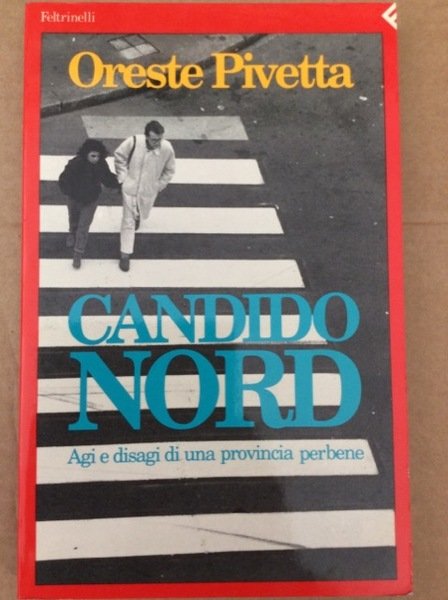 Feltrinelli
Oreste Pivetta
CANDIDO
NORD
Agi e disagi di una provincia perbene